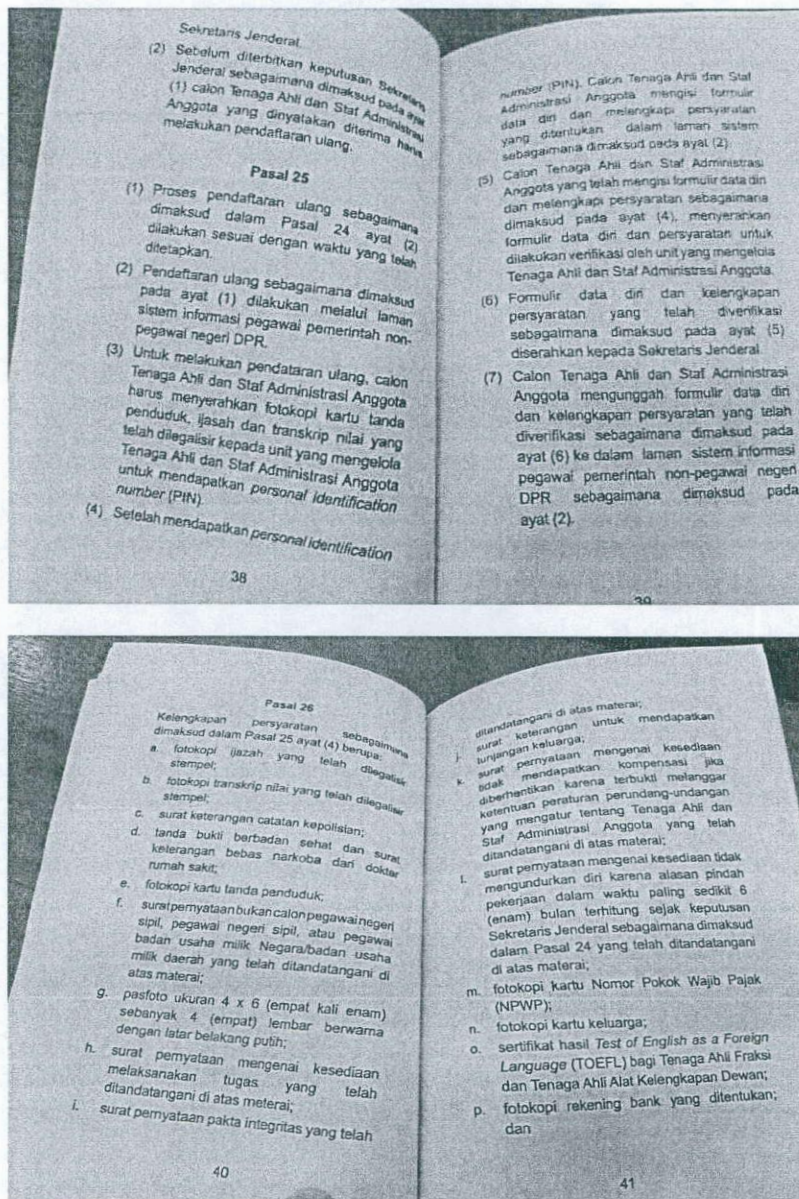 Sekretaris Jenderal.
(2) Sebelum diterbitkan keputusan Sekretaris
Jenderal sebagaimana dimaksud pada ayat
(1) calon Tenaga Ahli dan Staf Administrasi
Anggota yang dinyatakan diterima harus
melakukan pendaftaran ulang.
Pasal 25
(1) Proses pendaftaran ulang sebagaimana
dimaksud dalam Pasal 24 ayat (2)
dilakukan sesuai dengan waktu yang telah
ditetapkan.
(2) Pendaftaran ulang sebagaimana dimaksud
pada ayat (1) dilakukan melalui laman
sistem informasi pegawai pemerintah non-
pegawai negeri DPR.
(3) Untuk melakukan pendataran ulang, calon
Tenaga Ahli dan Staf Administrasi Anggota
harus menyerahkan fotokopi kartu tanda
penduduk, ijasah dan transkrip nilai yang
telah dilegalisir kepada unit yang mengelola
Tenaga Ahli dan Staf Administrasi Anggota
untuk mendapatkan personal identification
number (PIN).
(4) Setelah mendapatkan personal identification
38
number (PIN), Calon Tenaga Ahli dan Staf
Administrasi Anggota mengisi formulir
data diri dan melengkapi persyaratan
yang ditentukan dalam laman sistem
sebagaimana dimaksud pada ayat (2).
(5) Calon Tenaga Ahli dan Staf Administrasi
Anggota yang telah mengisi formulir data diri
dan melengkapi persyaratan sebagaimana
dimaksud pada ayat (4), menyerahkan
formulir data diri dan persyaratan untuk
dilakukan verifikasi oleh unit yang mengelola
Tenaga Ahli dan Staf Administrasi Anggota.
(6) Formulir data diri dan kelengkapan
persyaratan yang telah diverifikasi
sebagaimana dimaksud pada ayat (5)
diserahkan kepada Sekretaris Jenderal.
(7) Calon Tenaga Ahli dan Staf Administrasi
Anggota mengunggah formulir data diri
dan kelengkapan persyaratan yang telah
diverifikasi sebagaimana dimaksud pada
ayat (6) ke dalam laman sistem informasi
pegawai pemerintah non-pegawai negeri
DPR sebagaimana dimaksud pada
ayat (2).
39
Pasal 26
Kelengkapan persyaratan sebagaimana
dimaksud dalam Pasal 25 ayat (4) berupa:
a. fotokopi ijazah yang telah dilegalisir
stempel;
b. fotokopi transkrip nilai yang telah dilegalisir
stempel;
c. surat keterangan catatan kepolisian;
d. tanda bukti berbadan sehat dan surat
keterangan bebas narkoba dari doktar
rumah sakit;
e. fotokopi kartu tanda penduduk;
f. surat pernyataan bukan calon pegawai negeri
sipil, pegawai negeri sipil, atau pegawai
badan usaha milik Negara/badan usaha
milik daerah yang telah ditandatangani di
atas materai;
g. pasfoto ukuran 4 x 6 (empat kali enam)
sebanyak 4 (empat) lembar berwarna
dengan latar belakang putih;
h. surat pernyataan mengenai kesediaan
melaksanakan tugas yang telah
ditandatangani di atas meterai;
i. surat pernyataan pakta integritas yang telah
40
ditandatangani di atas materai;
j. surat keterangan untuk mendapatkan
tunjangan keluarga;
k. surat pernyataan mengenai kesediaan
tidak mendapatkan kompensasi jika
diberhentikan karena terbukti melanggar
ketentuan peraturan perundang-undangan
yang mengatur tentang Tenaga Ahli dan
Staf Administrasi Anggota yang telah
ditandatangani di atas materai;
l. surat pernyataan mengenai kesediaan tidak
mengundurkan diri karena alasan pindah
pekerjaan dalam waktu paling sedikit 6
(enam) bulan terhitung sejak keputusan
Sekretaris Jenderal sebagaimana dimaksud
dalam Pasal 24 yang telah ditandatangani
di atas materai;
m. fotokopi kartu Nomor Pokok Wajib Pajak
(NPWP);
n. fotokopi kartu keluarga;
o. sertifikat hasil Test of English as a Foreign
Language (TOEFL) bagi Tenaga Ahli Fraksi
dan Tenaga Ahli Alat Kelengkapan Dewan;
p. fotokopi rekening bank yang ditentukan;
dan
41